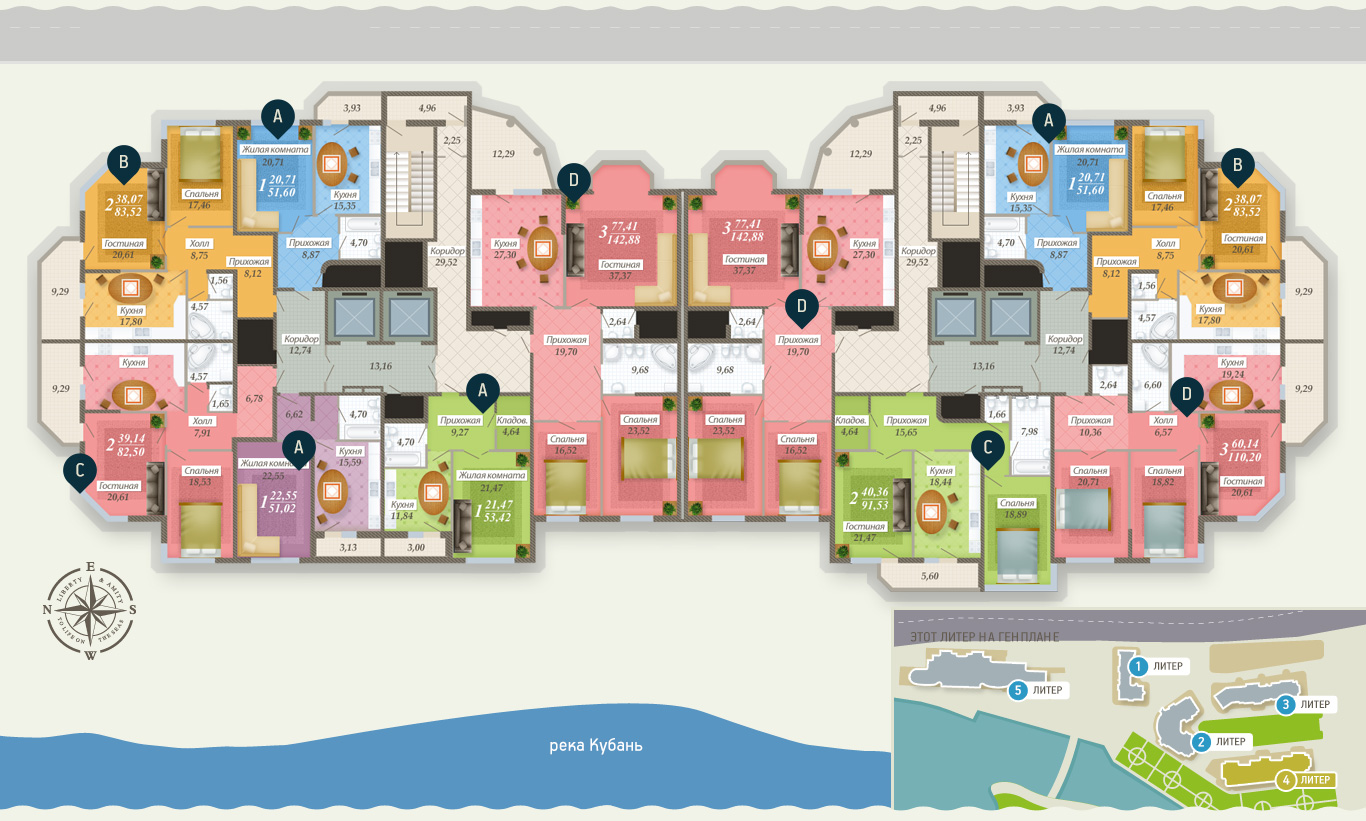 3,93
4,96
4,96
3,93
A
A
2,25
2,25
B
Жилая комната
20,71
12,29
12,29
Жилая комната
20,71
B
D
1 20,71
51,60
1 20,71
51,60
2 38,07
83,52
Спальня
17,46
Кухня
15,35
Кухня
15,35
Спальня
17,46
2 38,07
83,52
3 77,41
142,88
3 77,41
142,88
Гостиная
20,61
Холл
8,75
Прихожая
8,87
4,70
Коридор
29,52
Кухня
27,30
Гостиная
37,37
Гостиная
37,37
Кухня
27,30
Коридор
29,52
4,70
Прихожая
8,87
Холл
8,75
Гостиная
20,61
Прихожая
8,12
Прихожая
8,12
1,56
1,56
9,29
9,29
Кухня
17,80
4,57
D
4,57
Кухня
17,80
2,64
2,64
Коридор
12,74
Прихожая
19,70
Прихожая
19,70
Коридор
12,74
13,16
13,16
Кухня
4,57
9,68
9,68
2,64
6,60
Кухня
19,24
9,29
9,29
1,65
6,78
A
D
Холл
7,91
6,62
4,70
Прихожая
9,27
Кладов.
4,64
Спальня
23,52
Спальня
23,52
Кладов.
4,64
Прихожая
15,65
1,66
7,98
Прихожая
10,36
Холл
6,57
2 39,14
82,50
A
4,70
Спальня
16,52
Спальня
16,52
C
3 60,14
110,20
C
Спальня
18,53
Жилая комната
22,55
Кухня
15,59
Жилая комната
21,47
Кухня
18,44
Спальня
20,71
Спальня
18,82
Гостиная
20,61
Гостиная
20,61
1 22,55
51,02
Кухня
11,84
1 21,47
53,42
2 40,36
91,53
Спальня
18,89
Гостиная
21,47
3,13
3,00
5,60
E
LIBERTY & AMITY
N
S
TO LIFE ON THE SEAS
W
ЭТОТ ЛИТЕР НА ГЕНПЛАНЕ
1 ЛИТЕР
5 ЛИТЕР
3 ЛИТЕР
2 ЛИТЕР
4 ЛИТЕР
река Кубань